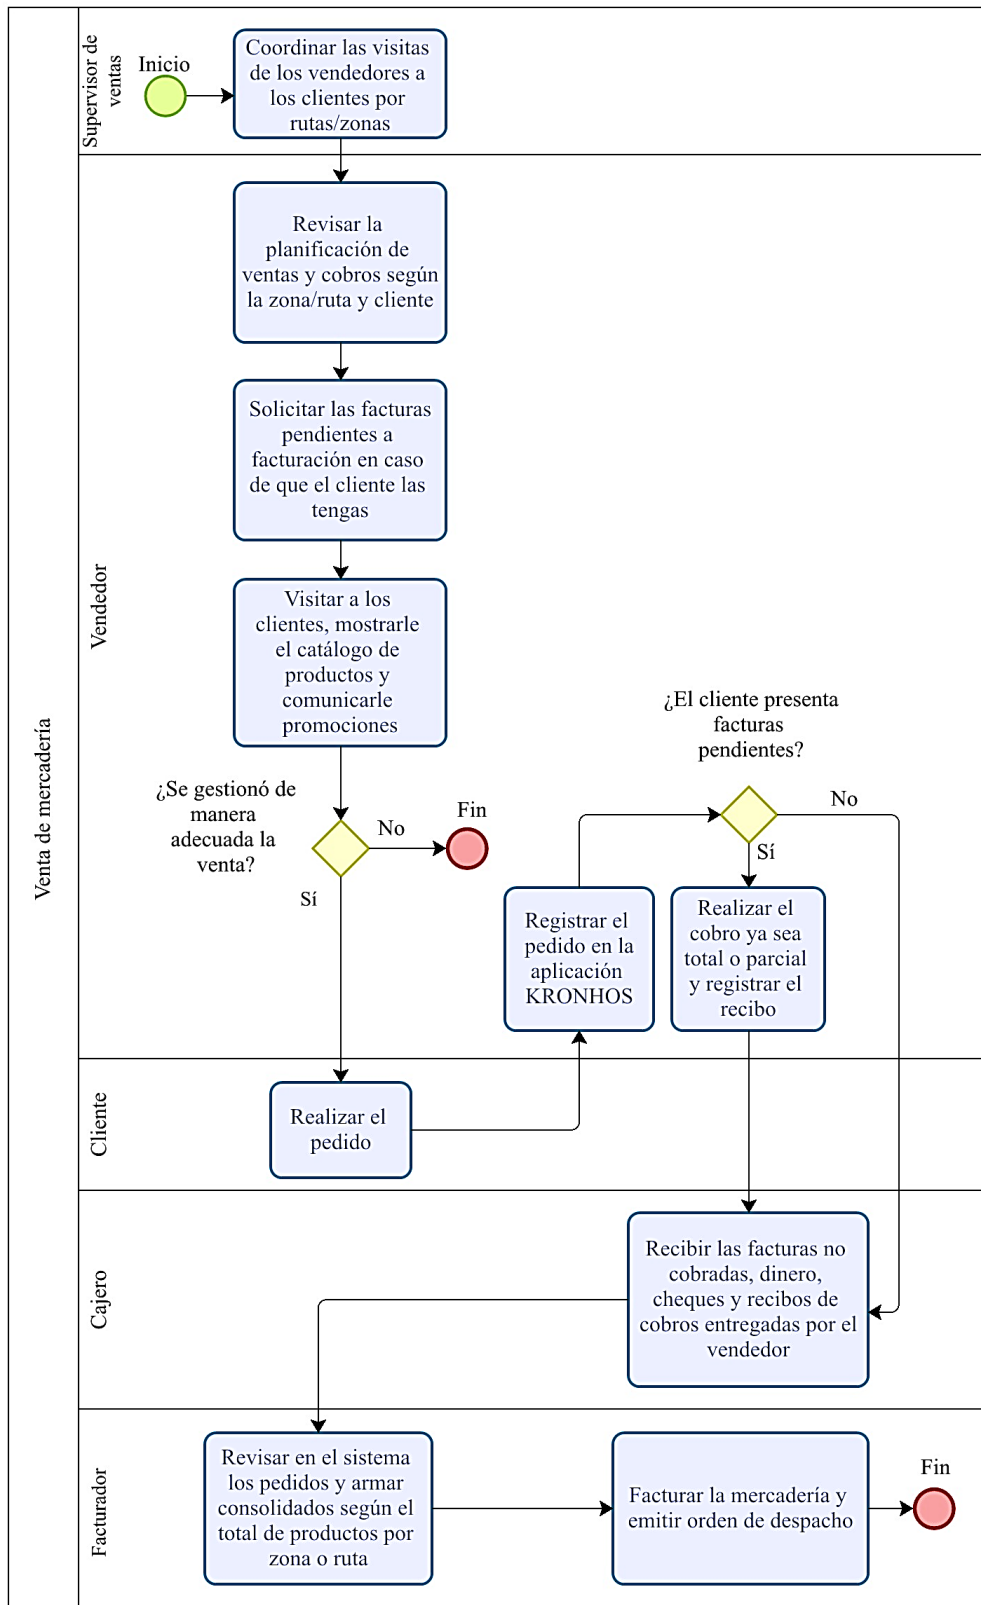 Venta de mercadería
Supervisor de
ventas
Inicio
Coordinar las visitas
de los vendedores a
los clientes por
rutas/zonas
Vendedor
Revisar la
planificación de
ventas y cobros según
la zona/ruta y cliente
Solicitar las facturas
pendientes a
facturación en caso
de que el cliente las
tengas
Visitar a los
clientes, mostrarle
el catálogo de
productos y
comunicarle
promociones
¿Se gestionó de
manera
adecuada la
venta?
No
Fin
Sí
Registrar el
pedido en la
aplicación
KRONHOS
¿El cliente presenta
facturas
pendientes?
No
Sí
Realizar el
cobro ya sea
total o parcial
y registrar el
recibo
Cliente
Realizar el
pedido
Cajero
Recibir las facturas no
cobradas, dinero,
cheques y recibos de
cobros entregadas por el
vendedor
Facturador
Revisar en el sistema
los pedidos y armar
consolidados según el
total de productos por
zona o ruta
Facturar la mercadería y
emitir orden de despacho
Fin